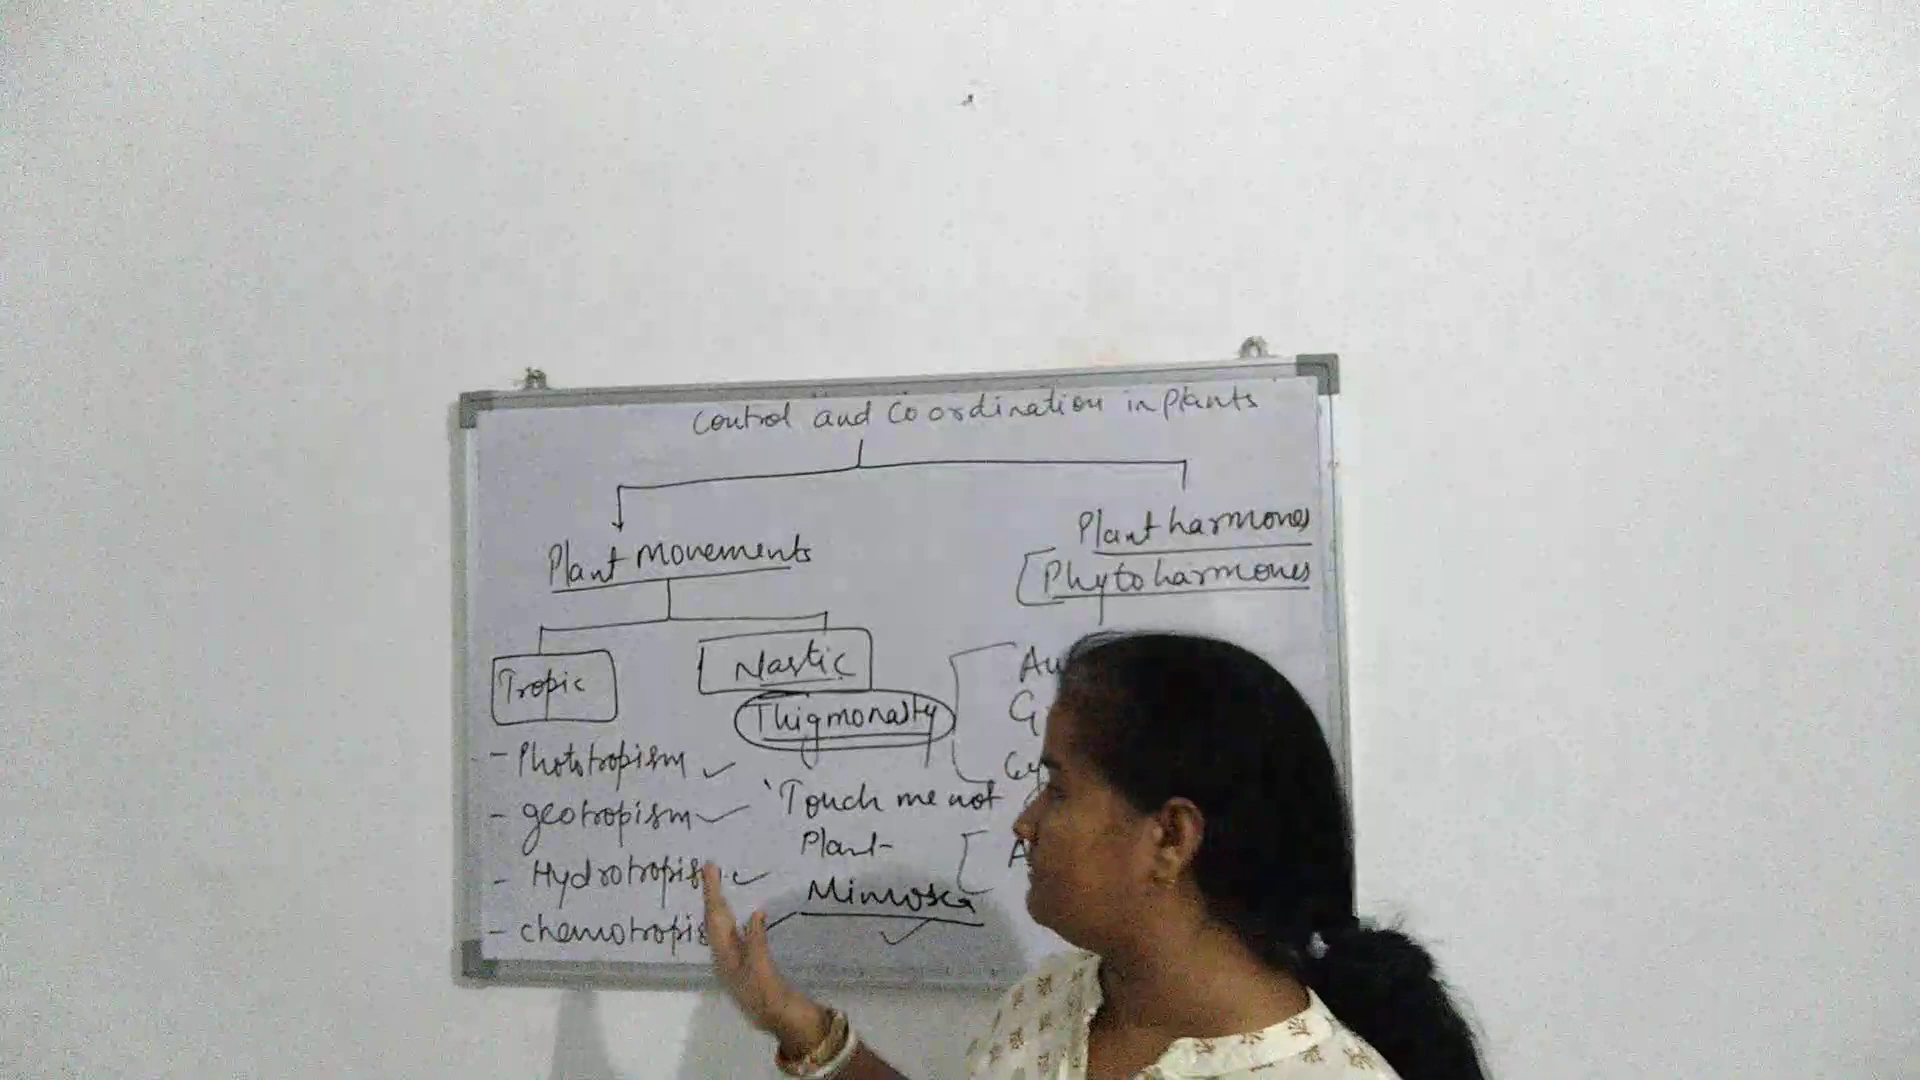 control and coordination in plants
Plant Movements
Plant harmones
Phytoharmones
Tropic
Nastic
Thigmonasty
- Phototropism
- geotropism
- Hydrotropism
- chemotropis
'Touch me not
Plant
Mimosa